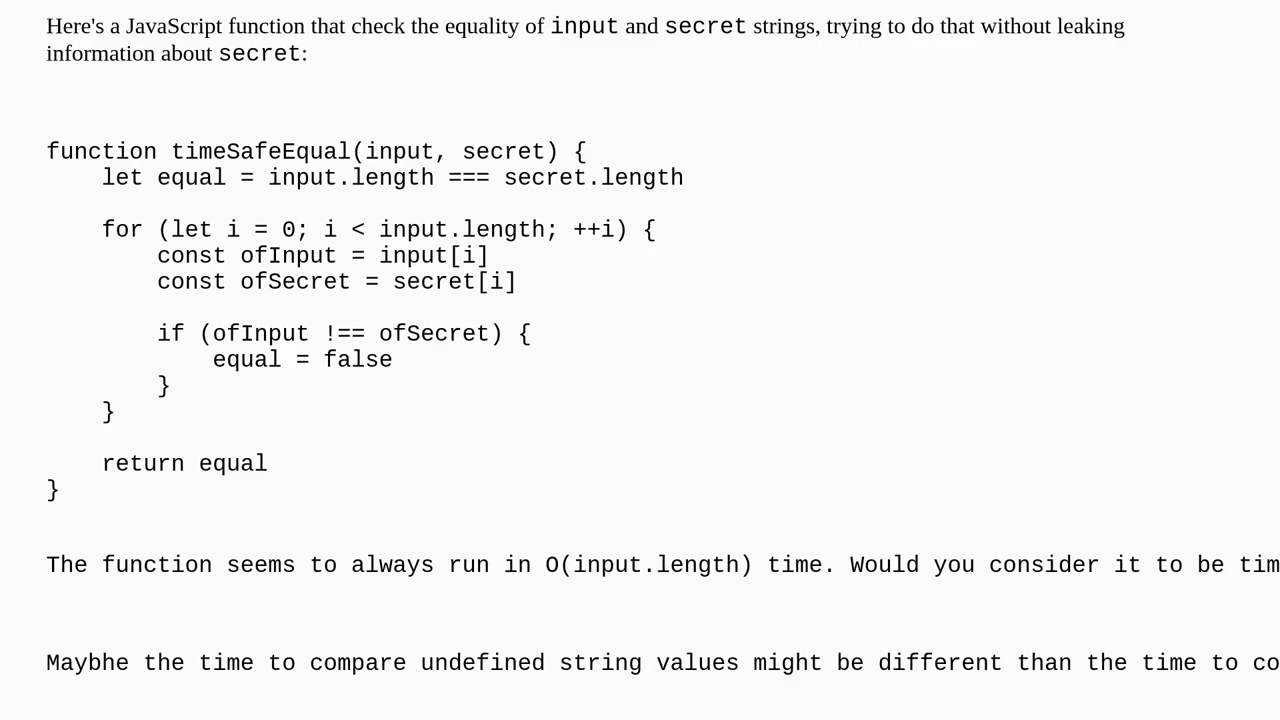 Here's a JavaScript function that check the equality of input and secret strings, trying to do that without leaking
information about secret:
function timeSafeEqual(input, secret) {
    let equal = input.length === secret.length
    for (let i = 0; i < input.length; ++i) {
        const ofInput = input[i]
        const ofSecret = secret[i]
        if (ofInput !== ofSecret) {
            equal = false
        }
    }
    return equal
}
The function seems to always run in O(input.length) time. Would you consider it to be tim
Maybhe the time to compare undefined string values might be different than the time to co